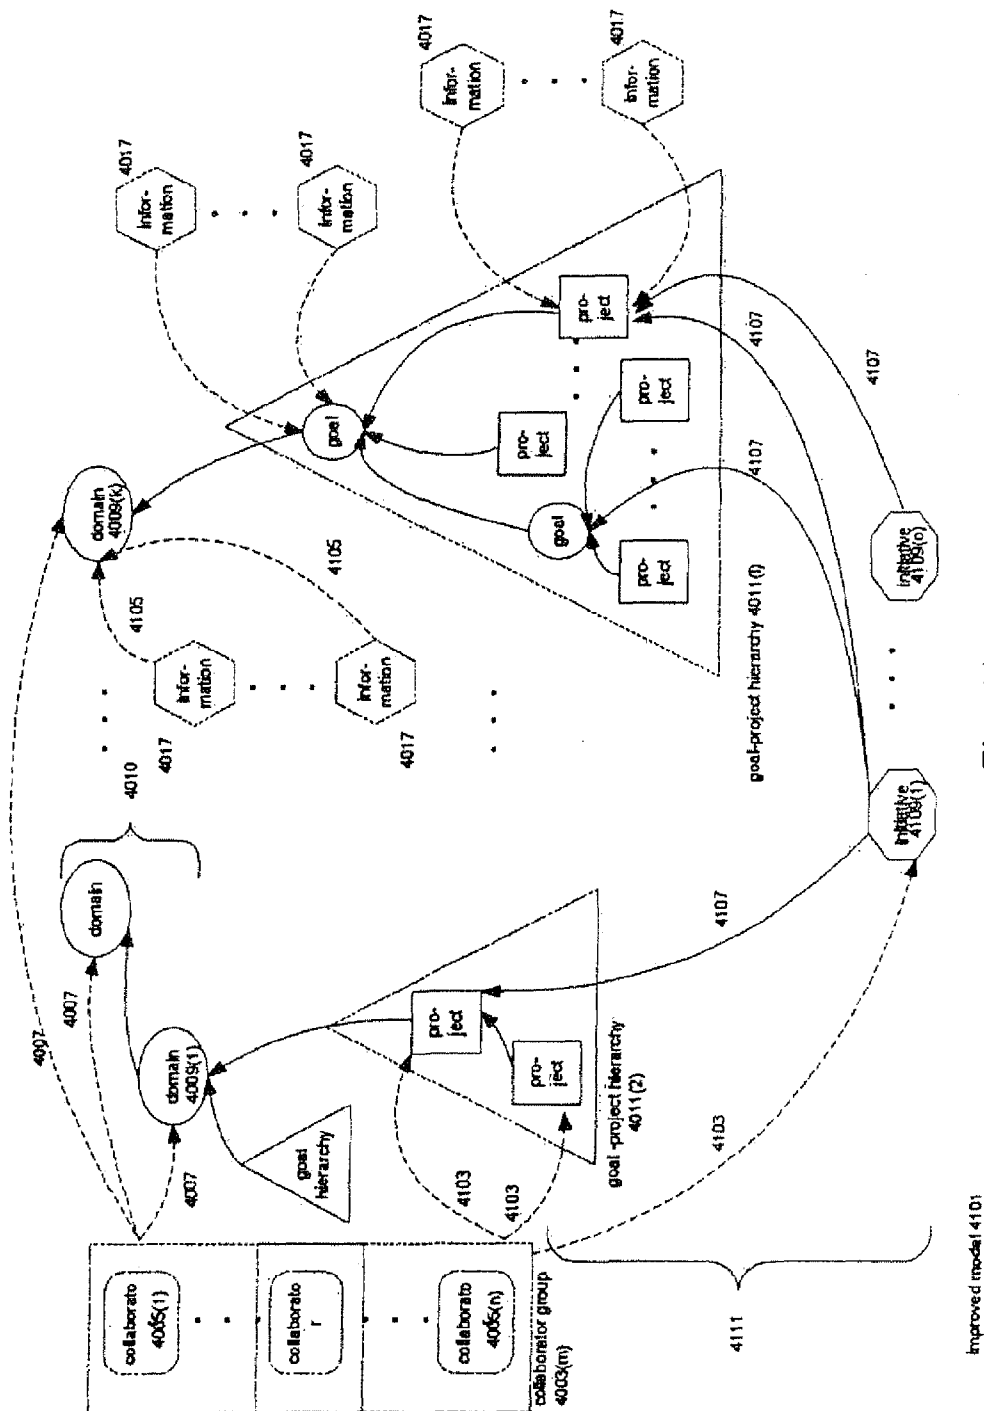 collaborato
r
4005(1)
collaborato
r
collaborato
r
4005(n)
collaborator group
4003(m)
4007
4007
4007
domain
domain
4009(1)
4010
goal
hierarchy
pro-
ject
pro-
ject
goal -project hierarchy
4011(2)
4103
4103
4103
4107
4111
Improved model 4101
domain
4009(k)
4105
4105
Infor-
mation
4017
Infor-
mation
4017
Infor-
mation
4017
Infor-
mation
4017
Infor-
mation
4017
Infor-
mation
4017
goal
goal
pro-
ject
pro-
ject
pro-
ject
pro-
ject
goal-project hierarchy 4011(l)
4107
4107
4107
Initiative
4109(1)
Initiative
4109(o)